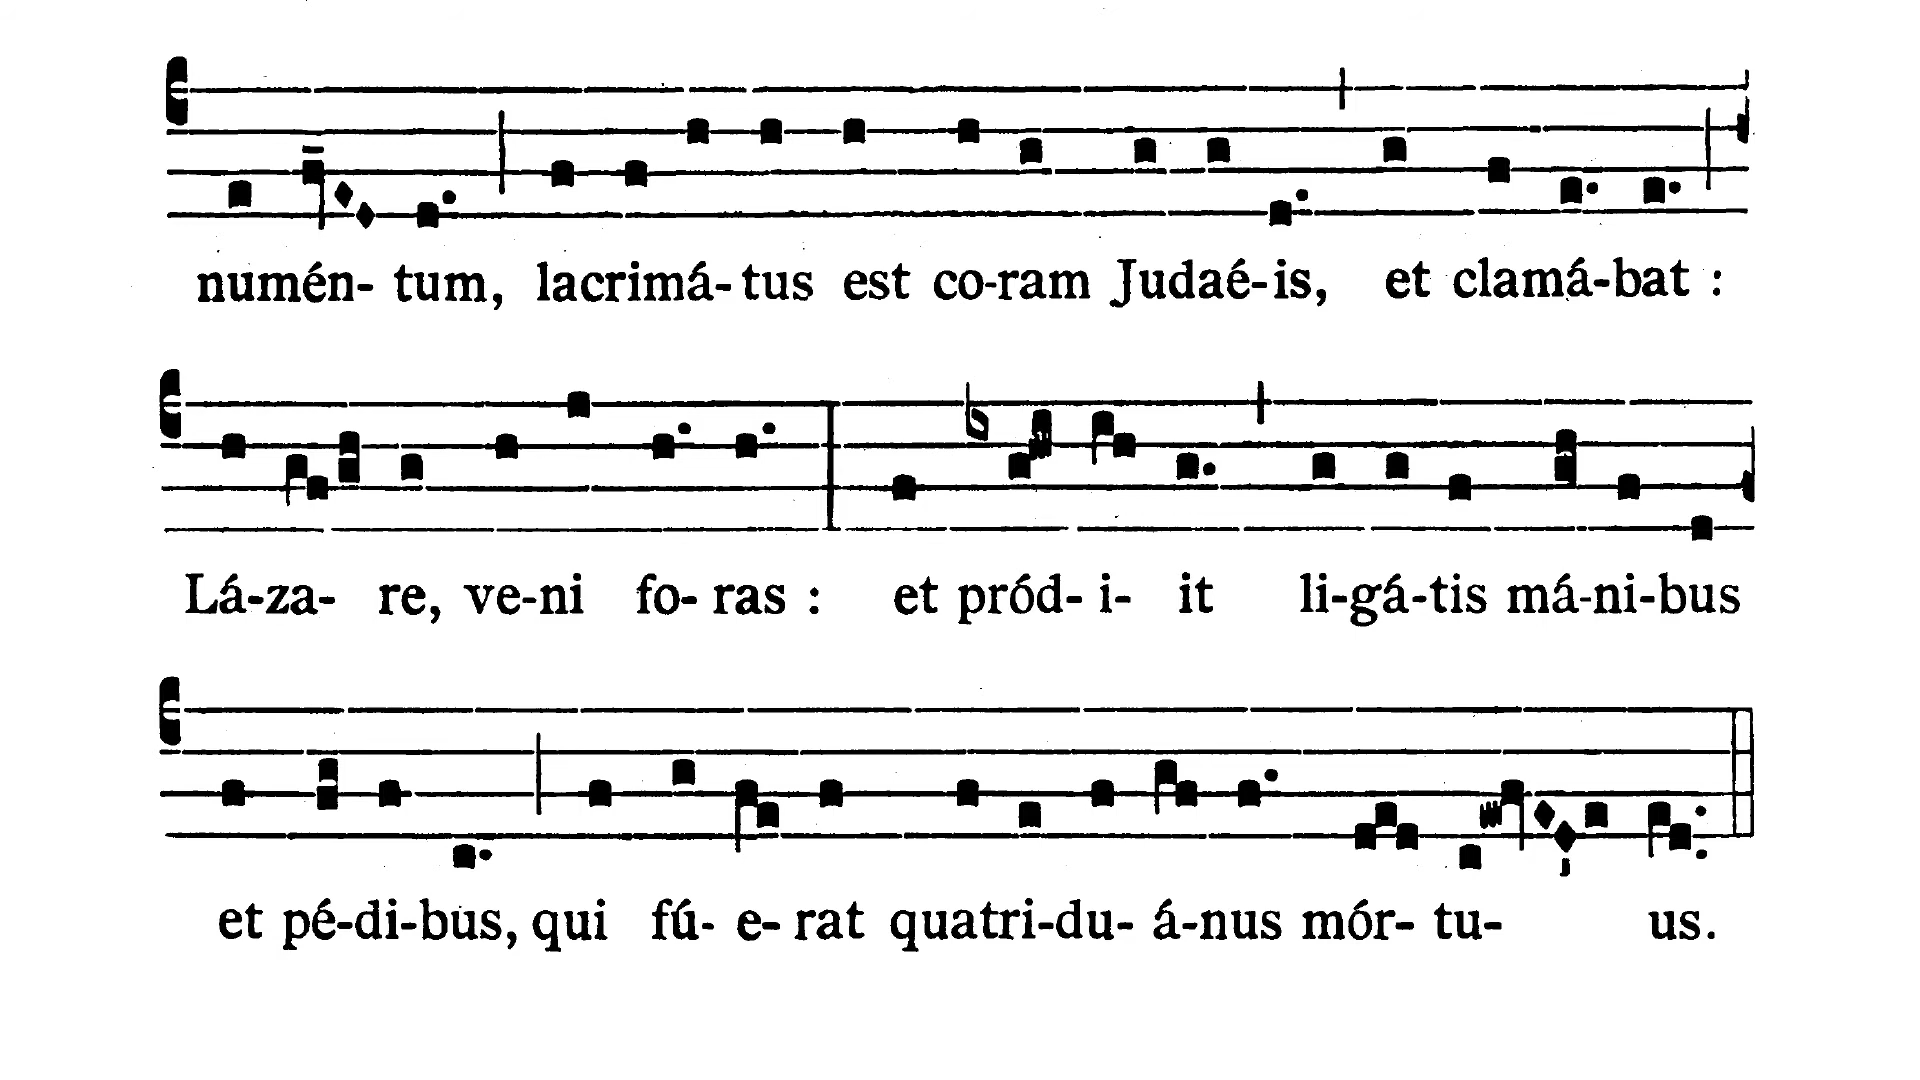 numén- tum, lacrimá-tus est co-ram Judaé-is, et clamá-bat :
Lá-za- re, ve-ni fo- ras : et pród- i- it li-gá-tis má-ni-bus
et pé-di-bus, qui fú- e- rat quatri-du- á-nus mór- tu- us.